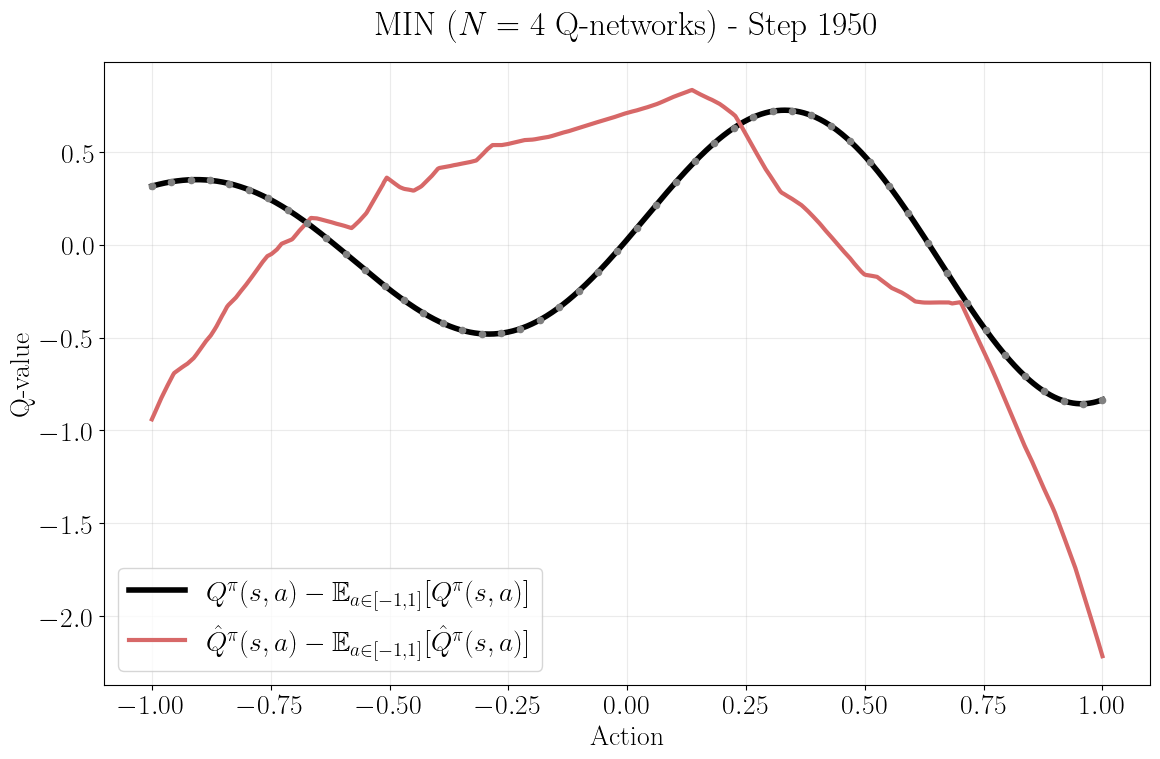 MIN (N = 4 Q-networks) - Step 1950
Q-value
0.5
0.0
−0.5
−1.0
−1.5
−2.0
Q^π(s, a) − 𝔼_{a∈[−1,1]}[Q^π(s, a)]
Q̂^π(s, a) − 𝔼_{a∈[−1,1]}[Q̂^π(s, a)]
−1.00 −0.75 −0.50 −0.25 0.00 0.25 0.50 0.75 1.00
Action